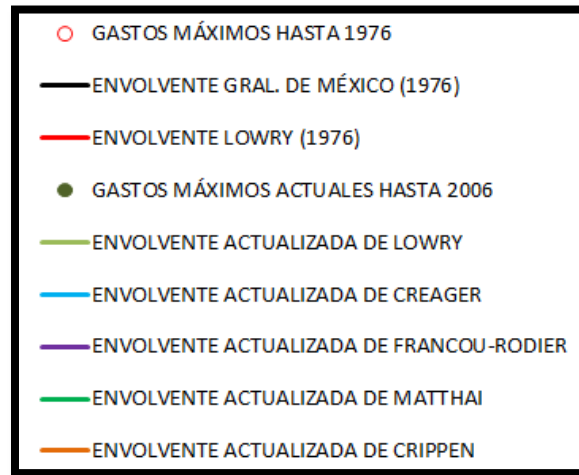 GASTOS MÁXIMOS HASTA 1976
ENVOLVENTE GRAL. DE MÉXICO (1976)
ENVOLVENTE LOWRY (1976)
GASTOS MÁXIMOS ACTUALES HASTA 2006
ENVOLVENTE ACTUALIZADA DE LOWRY
ENVOLVENTE ACTUALIZADA DE CREAGER
ENVOLVENTE ACTUALIZADA DE FRANCOU-RODIER
ENVOLVENTE ACTUALIZADA DE MATTHAI
ENVOLVENTE ACTUALIZADA DE CRIPPEN